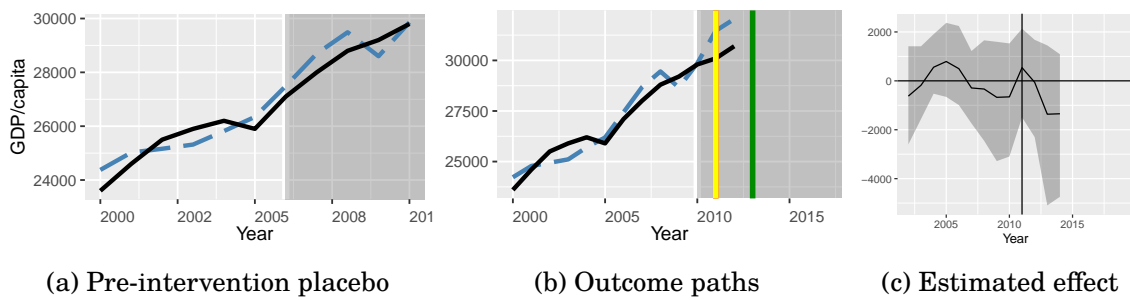 GDP/capita
30000
28000
26000
24000
2000 2002 2005 2008 201
Year
30000
27500
25000
2000 2005 2010 2015
Year
2000
0
−2000
−4000
2005 2010 2015
Year
(a) Pre-intervention placebo
(b) Outcome paths
(c) Estimated effect